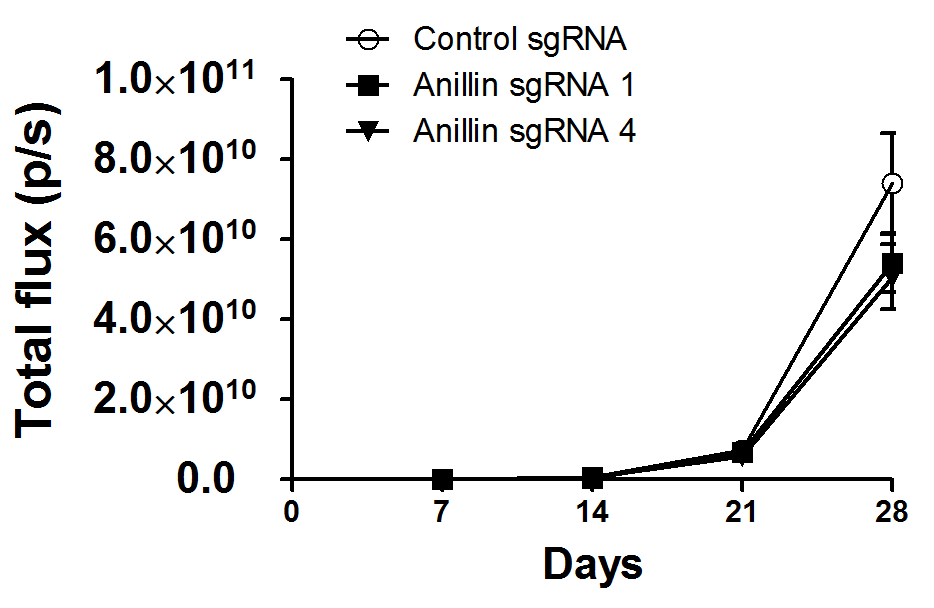 Control sgRNA
Anillin sgRNA 1
Anillin sgRNA 4
Total flux (p/s)
1.0×10¹¹
8.0×10¹⁰
6.0×10¹⁰
4.0×10¹⁰
2.0×10¹⁰
0.0
0 7 14 21 28
Days